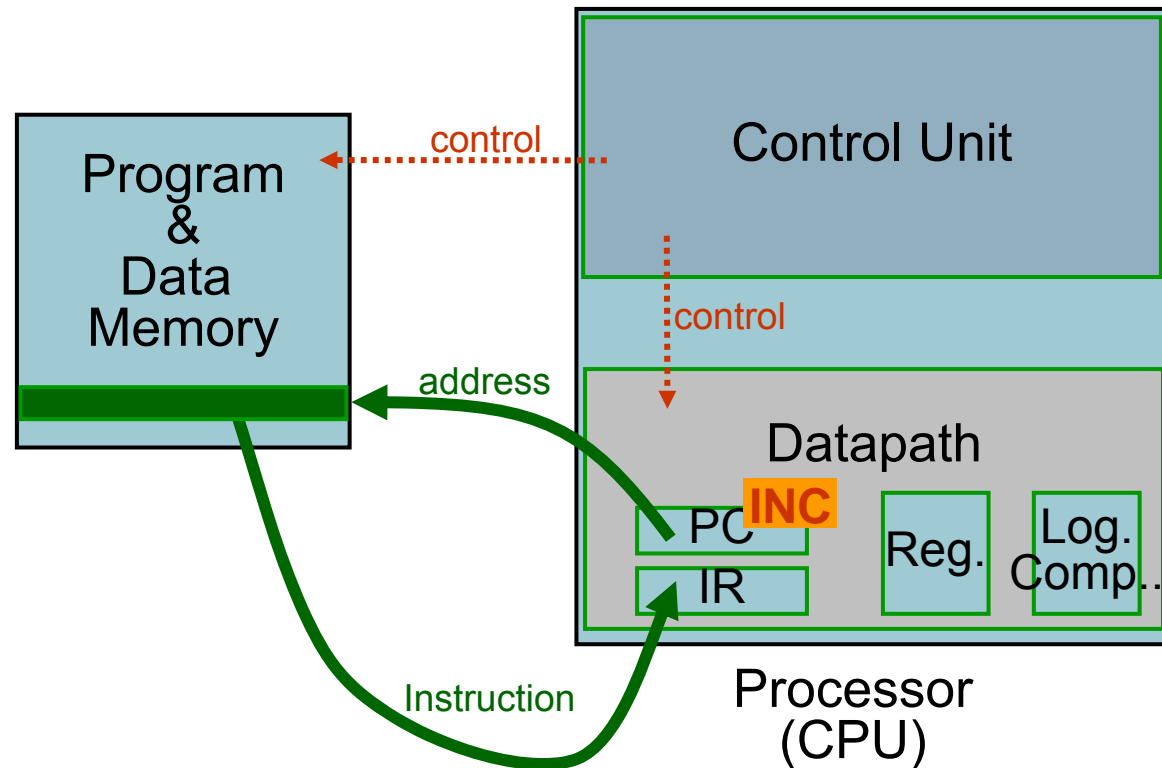 Program
&
Data
Memory
control
Control Unit
control
address
Datapath
INC
PC
IR
Reg.
Log.
Comp..
Instruction
Processor
(CPU)